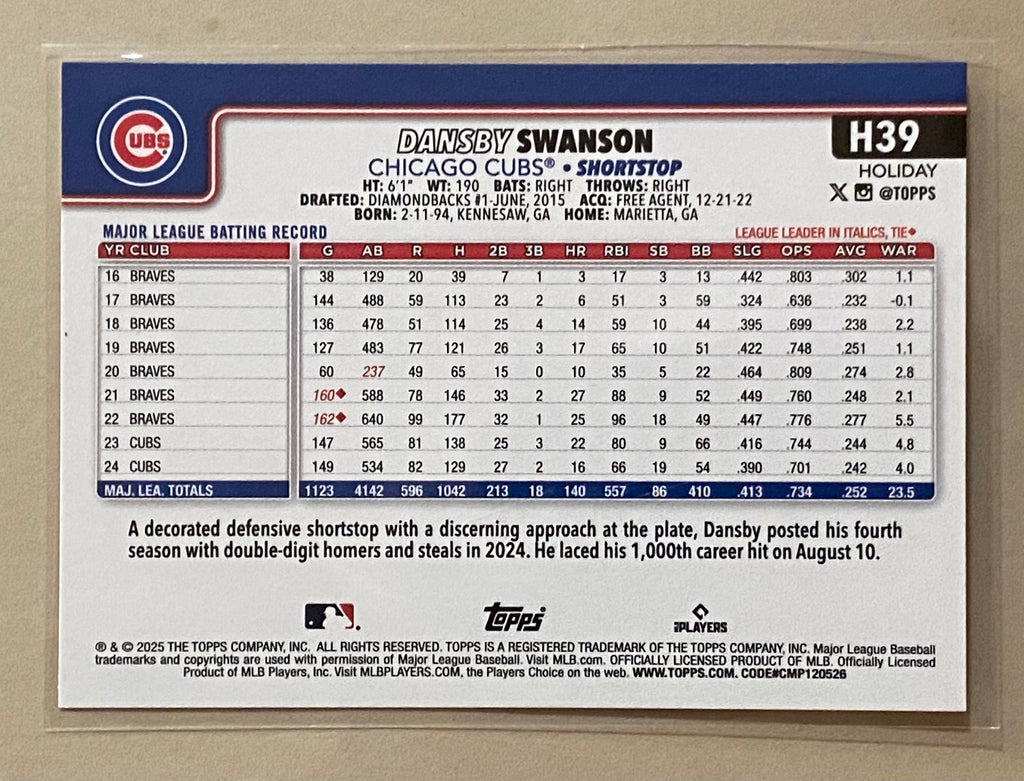 CUBS
DANSBY SWANSON
H39
CHICAGO CUBS® • SHORTSTOP
HOLIDAY
HT: 6'1" WT: 190 BATS: RIGHT THROWS: RIGHT
X @TOPPS
DRAFTED: DIAMONDBACKS #1-JUNE, 2015 ACQ: FREE AGENT, 12-21-22
BORN: 2-11-94, KENNESAW, GA HOME: MARIETTA, GA
MAJOR LEAGUE BATTING RECORD LEAGUE LEADER IN ITALICS, TIE◆
YR CLUB G AB R H 2B 3B HR RBI SB BB SLG OPS AVG WAR
16 BRAVES 38 129 20 39 7 1 3 17 3 13 .442 .803 .302 1.1
17 BRAVES 144 488 59 113 23 2 6 51 3 59 .324 .636 .232 -0.1
18 BRAVES 136 478 51 114 25 4 14 59 10 44 .395 .699 .238 2.2
19 BRAVES 127 483 77 121 26 3 17 65 10 51 .422 .748 .251 1.1
20 BRAVES 60 237 49 65 15 0 10 35 5 22 .464 .809 .274 2.8
21 BRAVES 160◆ 588 78 146 33 2 27 88 9 52 .449 .760 .248 2.1
22 BRAVES 162◆ 640 99 177 32 1 25 96 18 49 .447 .776 .277 5.5
23 CUBS 147 565 81 138 25 3 22 80 9 66 .416 .744 .244 4.8
24 CUBS 149 534 82 129 27 2 16 66 19 54 .390 .701 .242 4.0
MAJ. LEA. TOTALS 1123 4142 596 1042 213 18 140 557 86 410 .413 .734 .252 23.5
A decorated defensive shortstop with a discerning approach at the plate, Dansby posted his fourth
season with double-digit homers and steals in 2024. He laced his 1,000th career hit on August 10.
Topps
PLAYERS
® & © 2025 THE TOPPS COMPANY, INC. ALL RIGHTS RESERVED. TOPPS IS A REGISTERED TRADEMARK OF THE TOPPS COMPANY, INC. Major League Baseball
trademarks and copyrights are used with permission of Major League Baseball. Visit MLB.com. OFFICIALLY LICENSED PRODUCT OF MLB. Officially Licensed
Product of MLB Players, Inc. Visit MLBPLAYERS.COM, the Players Choice on the web. WWW.TOPPS.COM. CODE#CMP120526